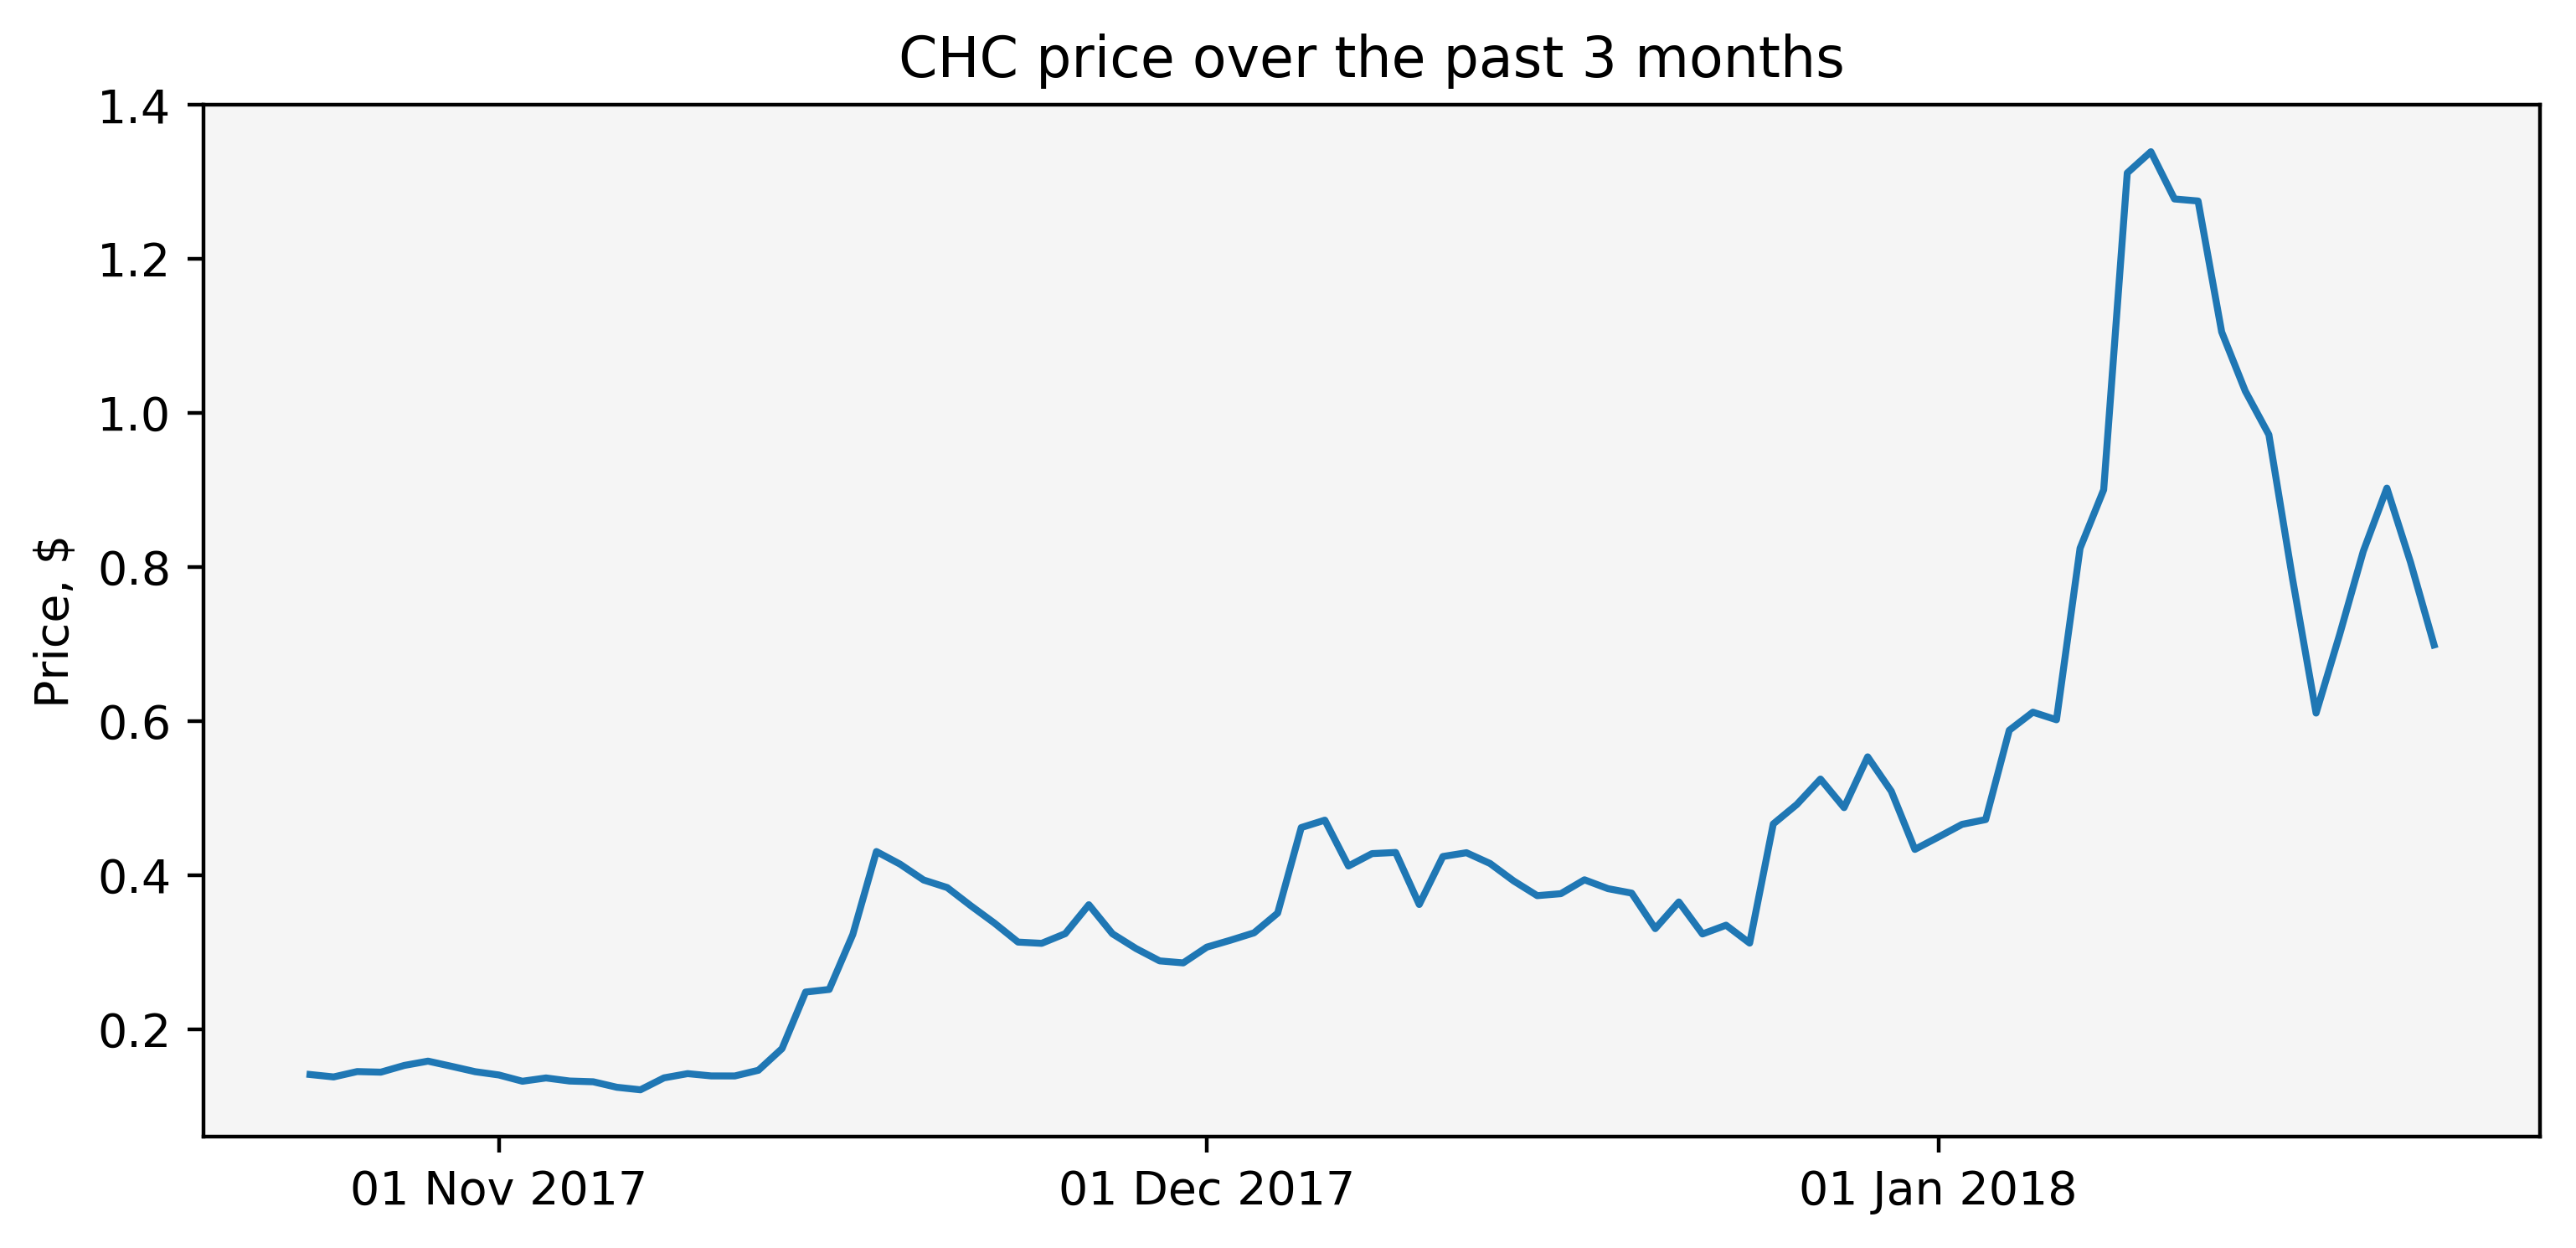 CHC price over the past 3 months
Price, $
1.4
1.2
1.0
0.8
0.6
0.4
0.2
01 Nov 2017
01 Dec 2017
01 Jan 2018